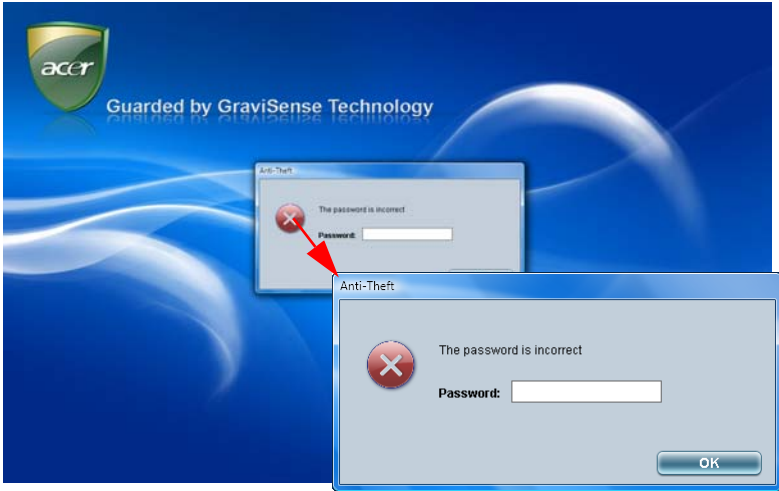 acer
Guarded by GraviSense Technology
Anti-Theft
The password is incorrect
Password:
Anti-Theft
The password is incorrect
Password:
OK